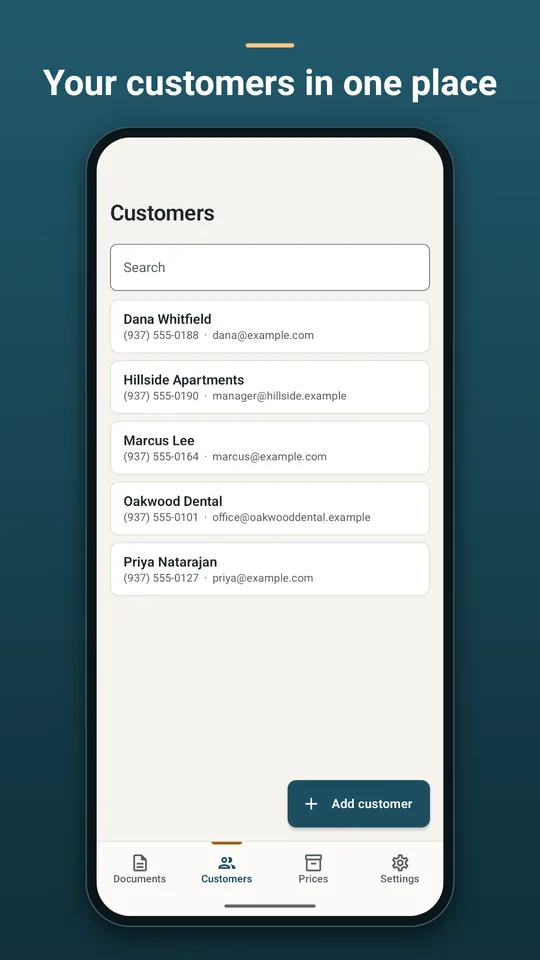 Your customers in one place
Customers
Search
Dana Whitfield
(937) 555-0188 · dana@example.com
Hillside Apartments
(937) 555-0190 · manager@hillside.example
Marcus Lee
(937) 555-0164 · marcus@example.com
Oakwood Dental
(937) 555-0101 · office@oakwooddental.example
Priya Natarajan
(937) 555-0127 · priya@example.com
+ Add customer
Documents Customers Prices Settings